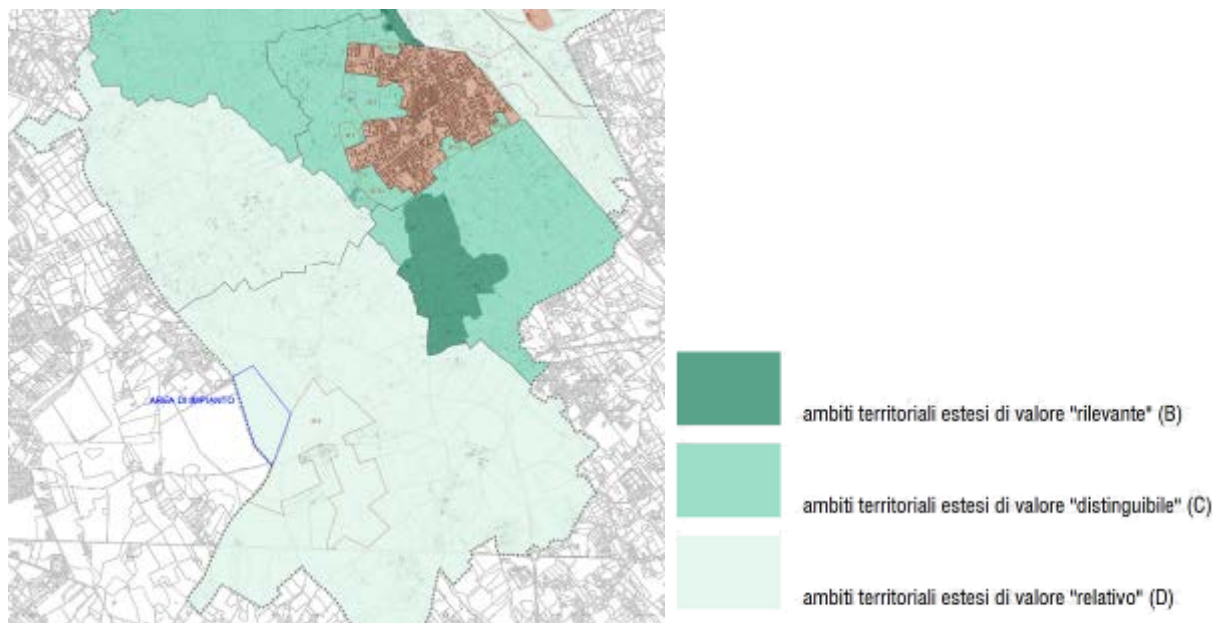 AREA DI IMPIANTO
ambiti territoriali estesi di valore "rilevante" (B)
ambiti territoriali estesi di valore "distinguibile" (C)
ambiti territoriali estesi di valore "relativo" (D)